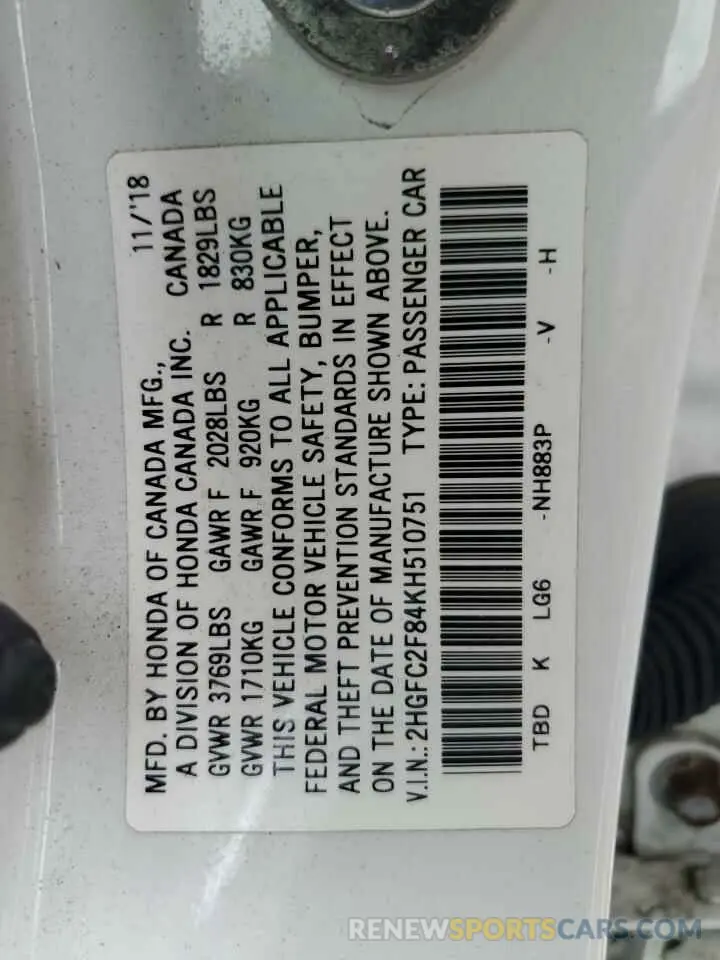 MFD. BY HONDA OF CANADA MFG., 11/'18
A DIVISION OF HONDA CANADA INC. CANADA
GVWR 3769LBS GAWR F 2028LBS R 1829LBS
GVWR 1710KG GAWR F 920KG R 830KG
THIS VEHICLE CONFORMS TO ALL APPLICABLE
FEDERAL MOTOR VEHICLE SAFETY, BUMPER,
AND THEFT PREVENTION STANDARDS IN EFFECT
ON THE DATE OF MANUFACTURE SHOWN ABOVE.
V.I.N.: 2HGFC2F84KH510751 TYPE: PASSENGER CAR
TBD K LG6 -NH883P -V -H
RENEWSPORTSCARS.COM